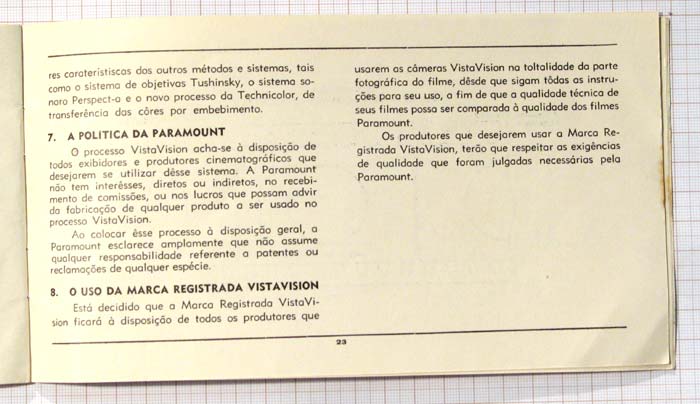 res caraterístiscas dos outros métodos e sistemas, tais
como o sistema de objetivas Tushinsky, o sistema so-
noro Perspect-a e o novo processo da Technicolor, de
transferência das côres por embebimento.
7. A POLITICA DA PARAMOUNT
O processo VistaVision acha-se à disposição de
todos exibidores e produtores cinematográficos que
desejarem se utilizar dêsse sistema. A Paramount
não tem interêsses, diretos ou indiretos, no recebi-
mento de comissões, ou nos lucros que possam advir
da fabricação de qualquer produto a ser usado no
processo VistaVision.
Ao colocar êsse processo à disposição geral, a
Paramount esclarece amplamente que não assume
qualquer responsabilidade referente a patentes ou
reclamações de qualquer espécie.
8. O USO DA MARCA REGISTRADA VISTAVISION
Está decidido que a Marca Registrada VistaVi-
sion ficará à disposição de todos os produtores que
usarem as câmeras VistaVision na toltalidade da parte
fotográfica do filme, dêsde que sigam tôdas as instru-
ções para seu uso, a fim de que a qualidade técnica de
seus filmes possa ser comparada à qualidade dos filmes
Paramount.
Os produtores que desejarem usar a Marca Re-
gistrada VistaVision, terão que respeitar as exigências
de qualidade que foram julgadas necessárias pela
Paramount.
23